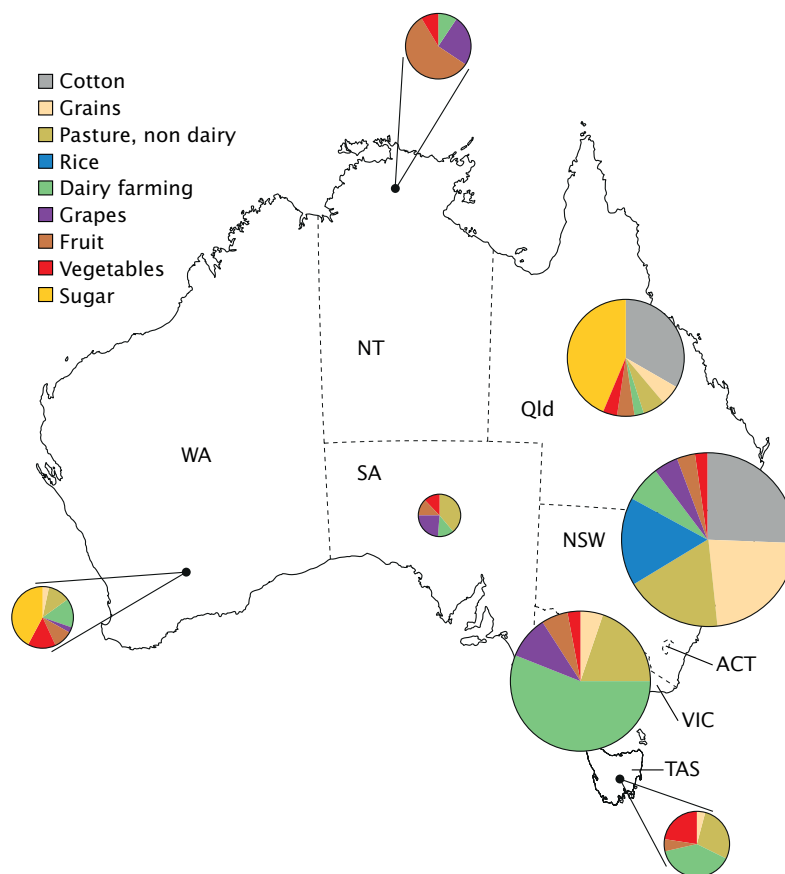 Cotton
Grains
Pasture, non dairy
Rice
Dairy farming
Grapes
Fruit
Vegetables
Sugar
NT
Qld
WA
SA
NSW
ACT
VIC
TAS